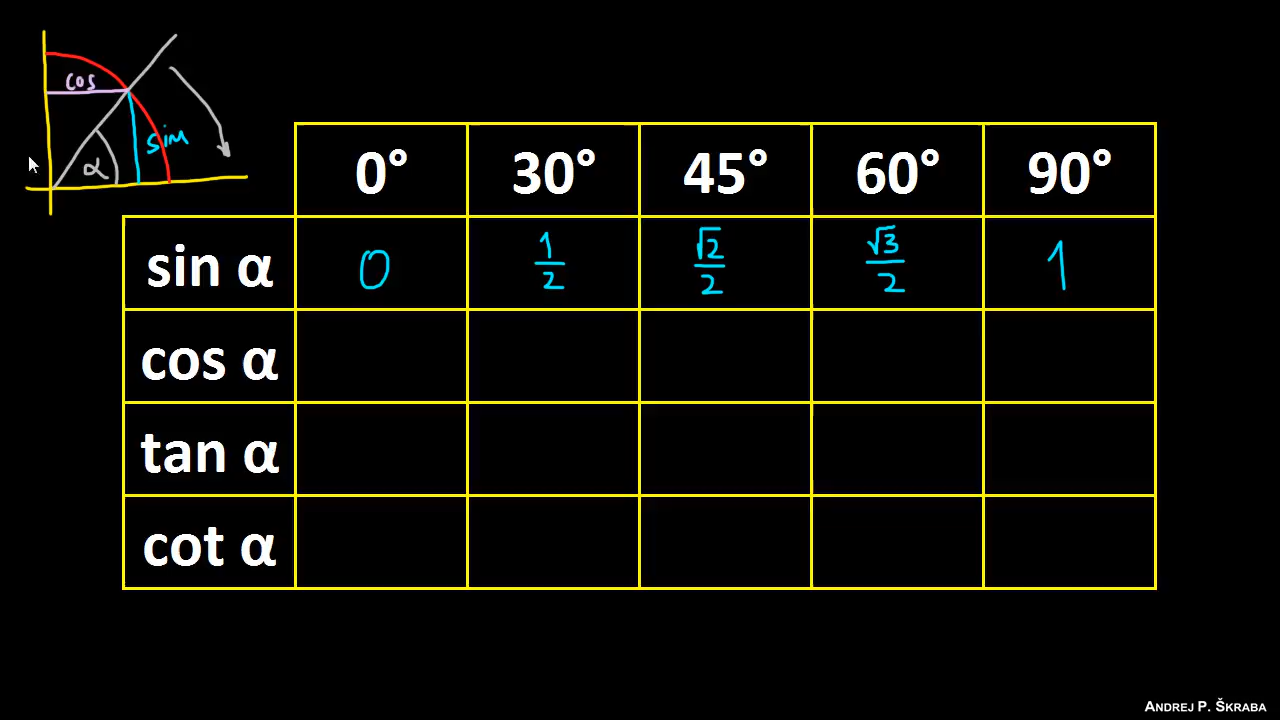 cos
sin
α
0° 30° 45° 60° 90°
sin α 0 1/2 √2/2 √3/2 1
cos α
tan α
cot α
ANDREJ P. ŠKRABA